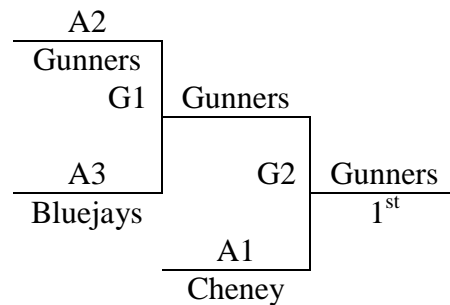 A2
Gunners
G1 Gunners
A3
G2 Gunners
Bluejays 1st
A1
Cheney